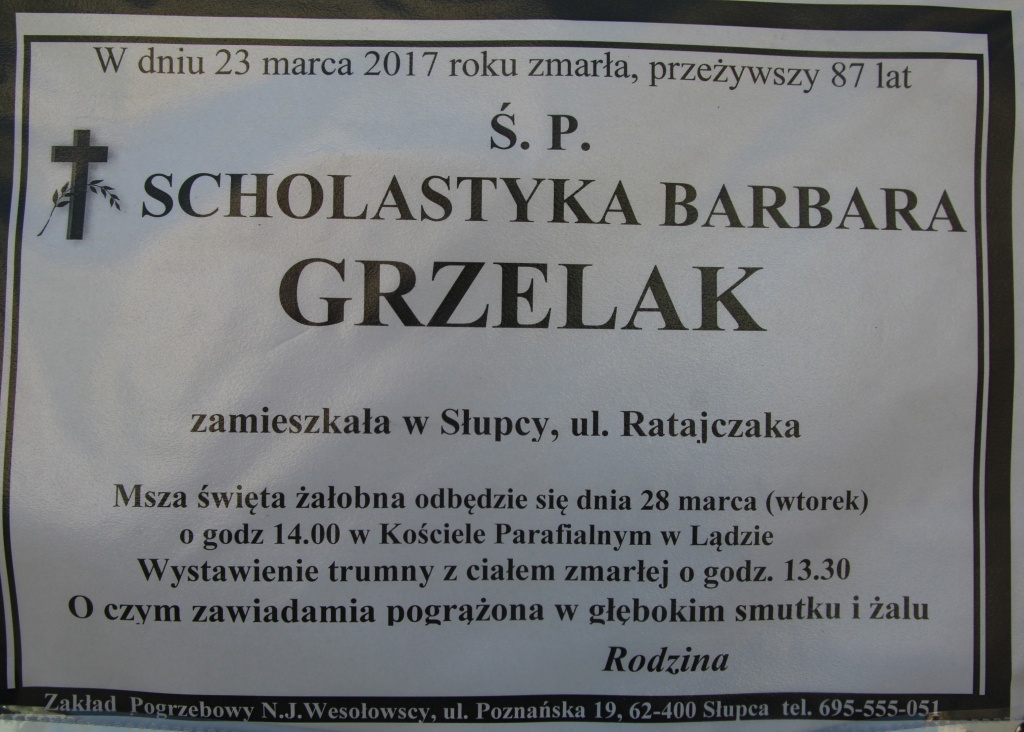 W dniu 23 marca 2017 roku zmarła, przeżywszy 87 lat
Ś. P.
SCHOLASTYKA BARBARA
GRZELAK
zamieszkała w Słupcy, ul. Ratajczaka
Msza święta żałobna odbędzie się dnia 28 marca (wtorek)
o godz 14.00 w Kościele Parafialnym w Lądzie
Wystawienie trumny z ciałem zmarłej o godz. 13.30
O czym zawiadamia pogrążona w głębokim smutku i żalu
Rodzina
Zakład Pogrzebowy N.J.Wesołowscy, ul. Poznańska 19, 62-400 Słupca tel. 695-555-051